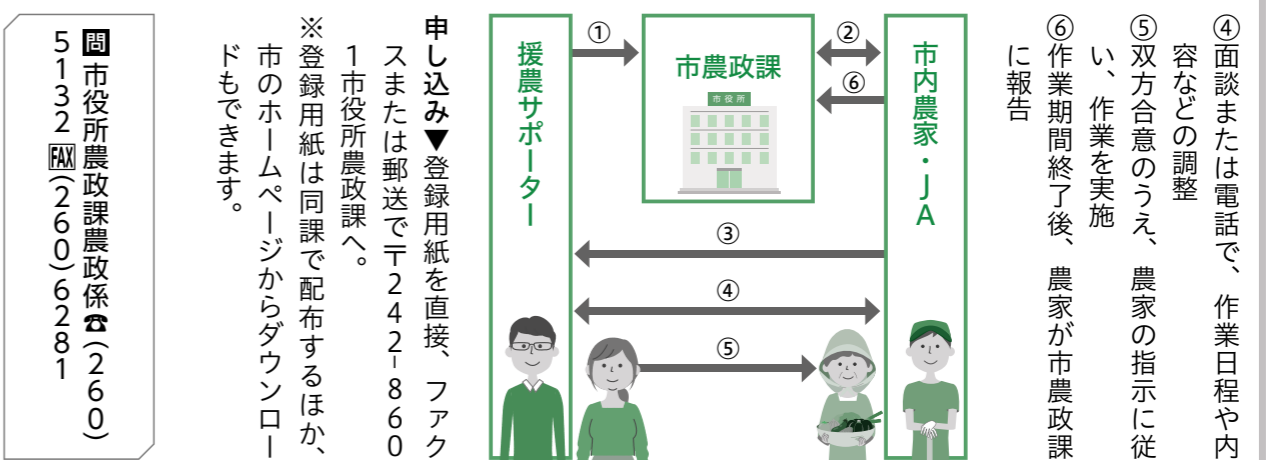 ④面談または電話で、作業日程や内
容などの調整
⑤双方合意のうえ、農家の指示に従
い、作業を実施
⑥作業期間終了後、農家が市農政課
に報告
市内農家・JA
②
⑥
市農政課
市役所
①
援農サポーター
③
④
⑤
申し込み▼登録用紙を直接、ファク
スまたは郵送で〒242-860
1市役所農政課へ。
※登録用紙は同課で配布するほか、
市のホームページからダウンロー
ドもできます。
問市役所農政課農政係☎(260)
5132FAX(260)6281